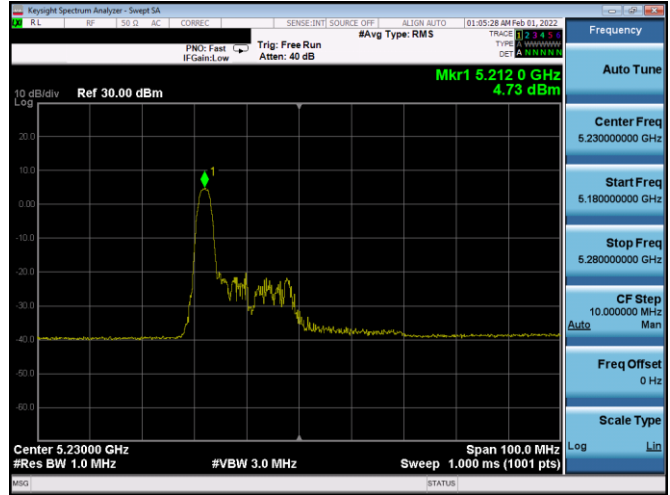 Keysight Spectrum Analyzer - Swept SA
RL RF 50 Ω AC CORREC SENSE:INT SOURCE OFF ALIGN AUTO 01:05:28 AM Feb 01, 2022
#Avg Type: RMS
TRACE 1 2 3 4 5 6
PNO: Fast Trig: Free Run TYPE A WWWWW
IFGain:Low Atten: 40 dB DET A N N N N N
Frequency
Mkr1 5.212 0 GHz
10 dB/div Ref 30.00 dBm 4.73 dBm
Log
20.0
10.0
1
0.00
-10.0
-20.0
-30.0
-40.0
-50.0
-60.0
Center 5.23000 GHz Span 100.0 MHz
#Res BW 1.0 MHz #VBW 3.0 MHz Sweep 1.000 ms (1001 pts)
MSG STATUS
Auto Tune
Center Freq
5.230000000 GHz
Start Freq
5.180000000 GHz
Stop Freq
5.280000000 GHz
CF Step
10.000000 MHz
Auto Man
Freq Offset
0 Hz
Scale Type
Log Lin